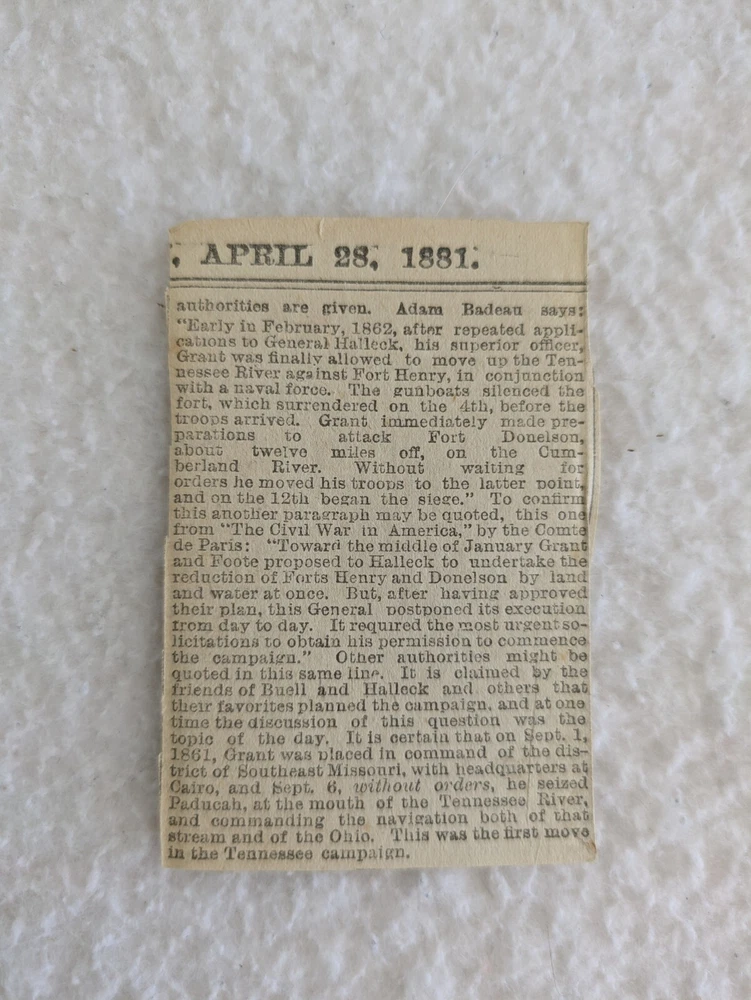 , APRIL 28, 1881.
authorities are given. Adam Badeau says:
"Early in February, 1862, after repeated appli-
cations to General Halleck, his superior officer,
Grant was finally allowed to move up the Ten-
nessee River against Fort Henry, in conjunction
with a naval force. The gunboats silenced the
fort, which surrendered on the 4th, before the
troops arrived. Grant immediately made pre-
parations to attack Fort Donelson,
about twelve miles off, on the Cum-
berland River. Without waiting for
orders he moved his troops to the latter point,
and on the 12th began the siege." To confirm
this another paragraph may be quoted, this one
from "The Civil War in America," by the Comte
de Paris: "Toward the middle of January Grant
and Foote proposed to Halleck to undertake the
reduction of Forts Henry and Donelson by land
and water at once. But, after having approved
their plan, this General postponed its execution
from day to day. It required the most urgent so-
licitations to obtain his permission to commence
the campaign." Other authorities might be
quoted in this same line. It is claimed by the
friends of Buell and Halleck and others that
their favorites planned the campaign, and at one
time the discussion of this question was the
topic of the day. It is certain that on Sept. 1,
1861, Grant was placed in command of the dis-
trict of Southeast Missouri, with headquarters at
Cairo, and Sept. 6, without orders, he seized
Paducah, at the mouth of the Tennessee River,
and commanding the navigation both of that
stream and of the Ohio. This was the first move
in the Tennessee campaign.